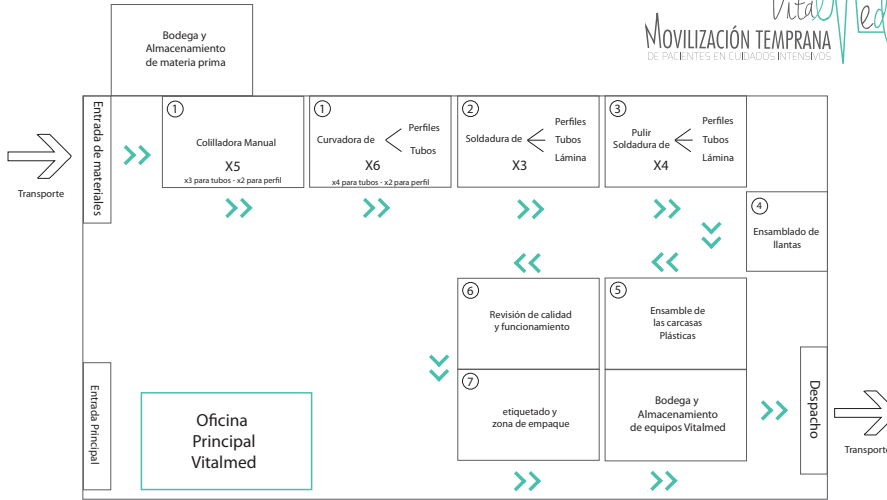 Vital Med
MOVILIZACIÓN TEMPRANA
DE PACIENTES EN CUIDADOS INTENSIVOS
Bodega y
Almacenamiento
de materia prima
Transporte
Entrada de materiales
1
Colilladora Manual
X5
x3 para tubos - x2 para perfil
1
Curvadora de
Perfiles
Tubos
X6
x4 para tubos - x2 para perfil
2
Soldadura de
Perfiles
Tubos
Lámina
X3
3
Pulir
Soldadura de
Perfiles
Tubos
Lámina
X4
4
Ensamblado de
llantas
6
Revisión de calidad
y funcionamiento
5
Ensamble de
las carcasas
Plásticas
7
etiquetado y
zona de empaque
Bodega y
Almacenamiento
de equipos Vitalmed
Despacho
Transporte
Entrada Principal
Oficina
Principal
Vitalmed